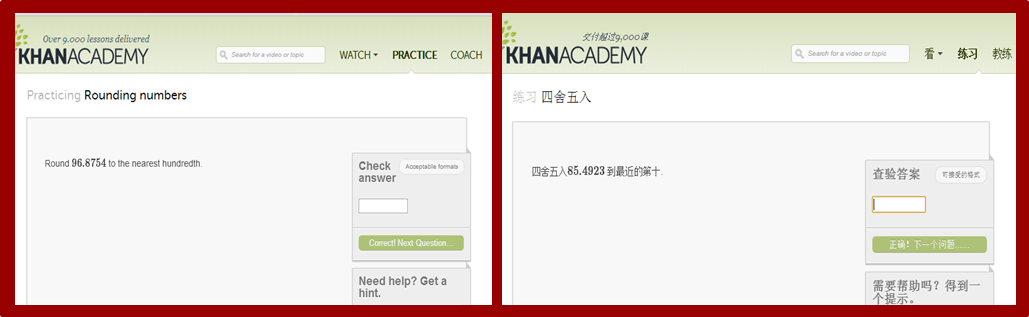 Over 9,000 lessons delivered
KHANACADEMY
Search for a video or topic
WATCH
PRACTICE
COACH
Practicing Rounding numbers
Round 96.8754 to the nearest hundredth.
Check answer
Acceptable formats
Correct! Next Question...
Need help? Get a
hint.
交付超过9,000课
KHANACADEMY
Search for a video or topic
看
练习
教练
练习 四舍五入
四舍五入85.4923 到最近的第十.
查验答案
可接受的格式
正确！下一个问题......
需要帮助吗？得到一
个提示。